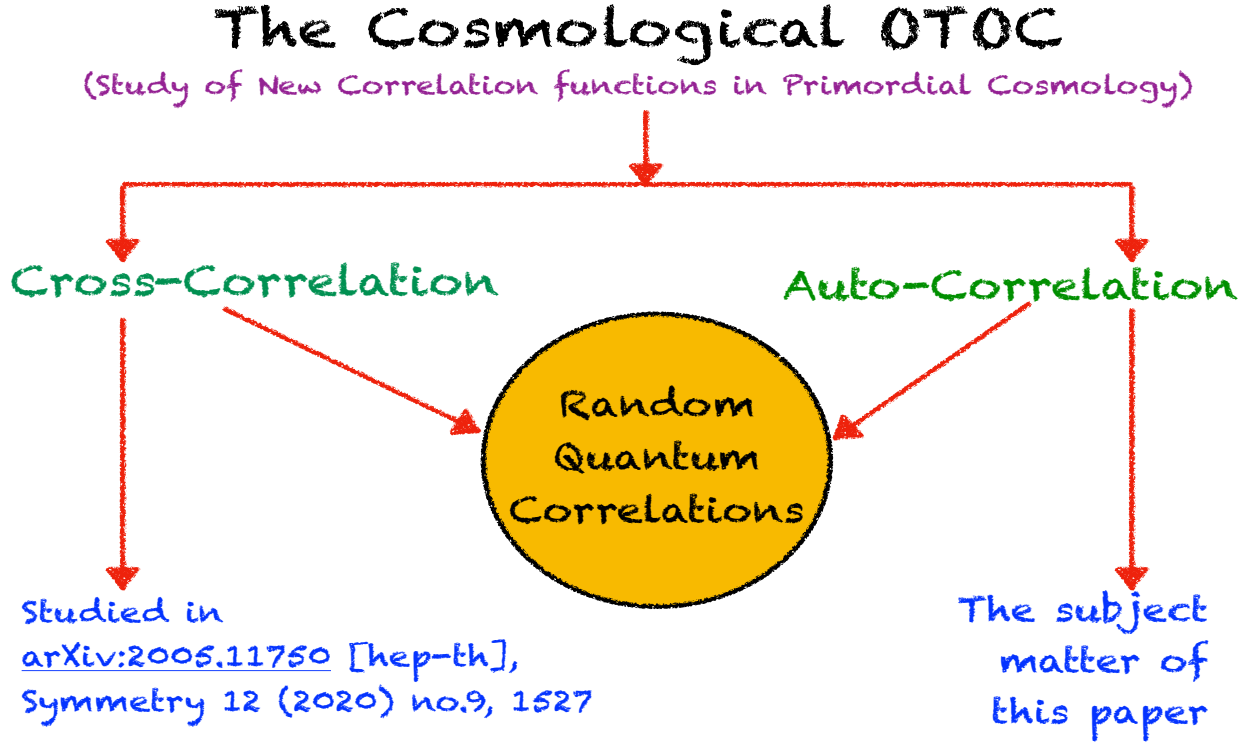 The Cosmological OTOC
(Study of New Correlation functions in Primordial Cosmology)
Cross-Correlation
Auto-Correlation
Random
Quantum
Correlations
Studied in
arXiv:2005.11750 [hep-th],
Symmetry 12 (2020) no.9, 1527
The subject
matter of
this paper